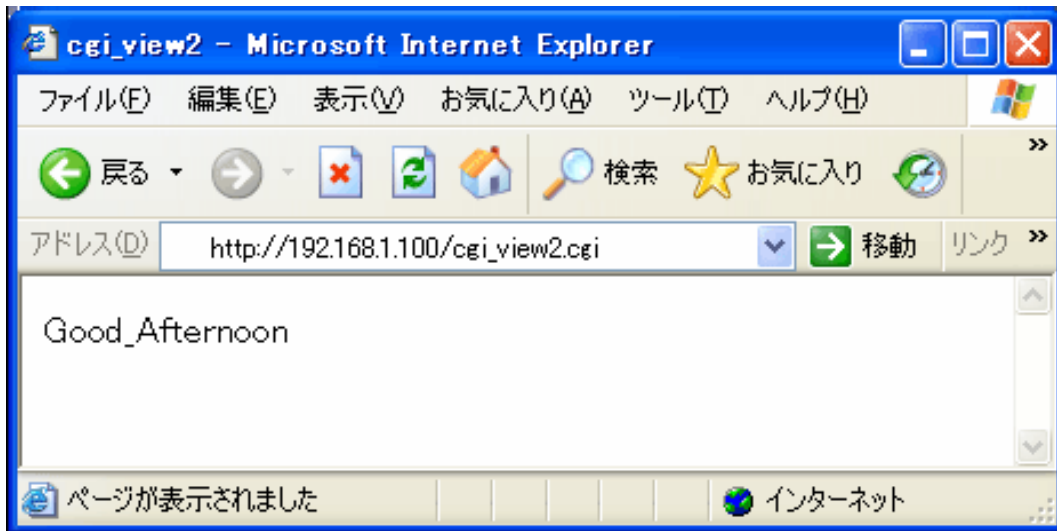 cgi_view2 - Microsoft Internet Explorer
ファイル(F) 編集(E) 表示(V) お気に入り(A) ツール(T) ヘルプ(H)
戻る 検索 お気に入り »
アドレス(D) http://192.168.1.100/cgi_view2.cgi 移動 リンク »
Good_Afternoon
ページが表示されました インターネット